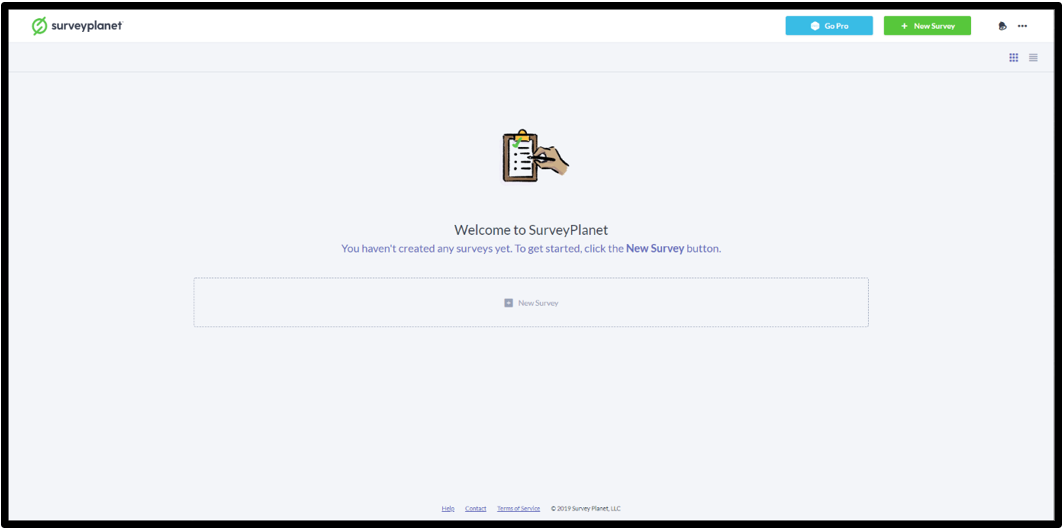 surveyplanet
Go Pro
+ New Survey
Welcome to SurveyPlanet
You haven't created any surveys yet. To get started, click the New Survey button.
New Survey
Help Contact Terms of Service © 2019 Survey Planet, LLC